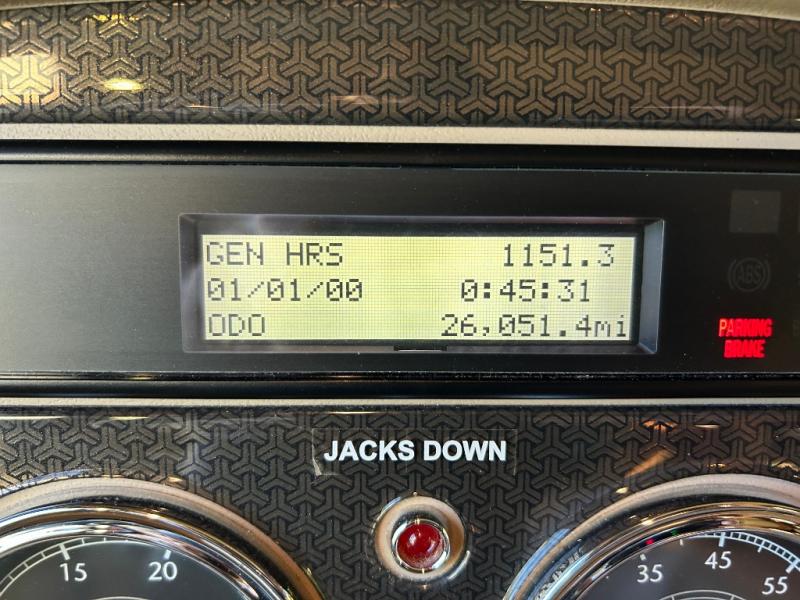 GEN HRS 1151.3
01/01/00 0:45:31
ODO 26,051.4mi
ABS
PARKING
BRAKE
JACKS DOWN
15 20
35 45 55